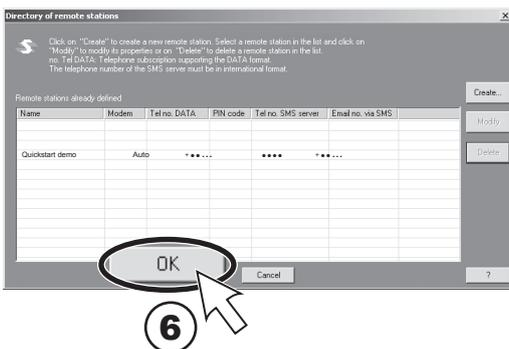 Directory of remote stations
Click on "Create" to create a new remote station. Select a remote station in the list and click on
"Modify" to modify its properties or on "Delete" to delete a remote station in the list.
no. Tel DATA: Telephone subscription supporting the DATA
format.
The telephone number of the SMS server must be in international format.
Remote stations already defined
Create...
Name Modem Tel no. DATA PIN code Tel no. SMS server Email no. via SMS
Modify
Quickstart demo Auto +●●... ●●●● +●●...
Delete
OK
Cancel
?
6